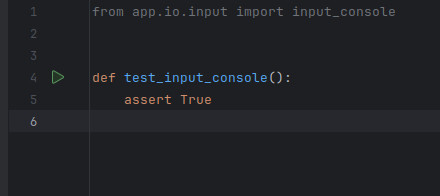 1 from app.io.input import input_console
2
3
4 def test_input_console():
5     assert True
6